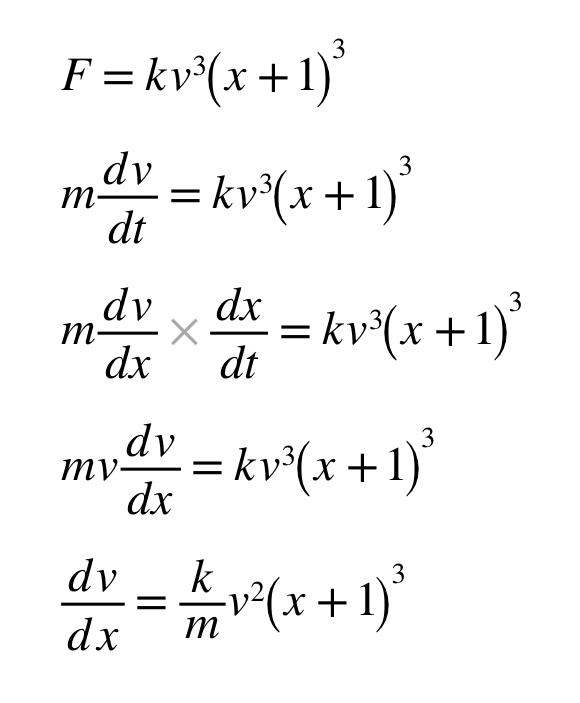 F = kv³(x + 1)³
m dv/dt = kv³(x + 1)³
m dv/dx × dx/dt = kv³(x + 1)³
mv dv/dx = kv³(x + 1)³
dv/dx = k/m v²(x + 1)³